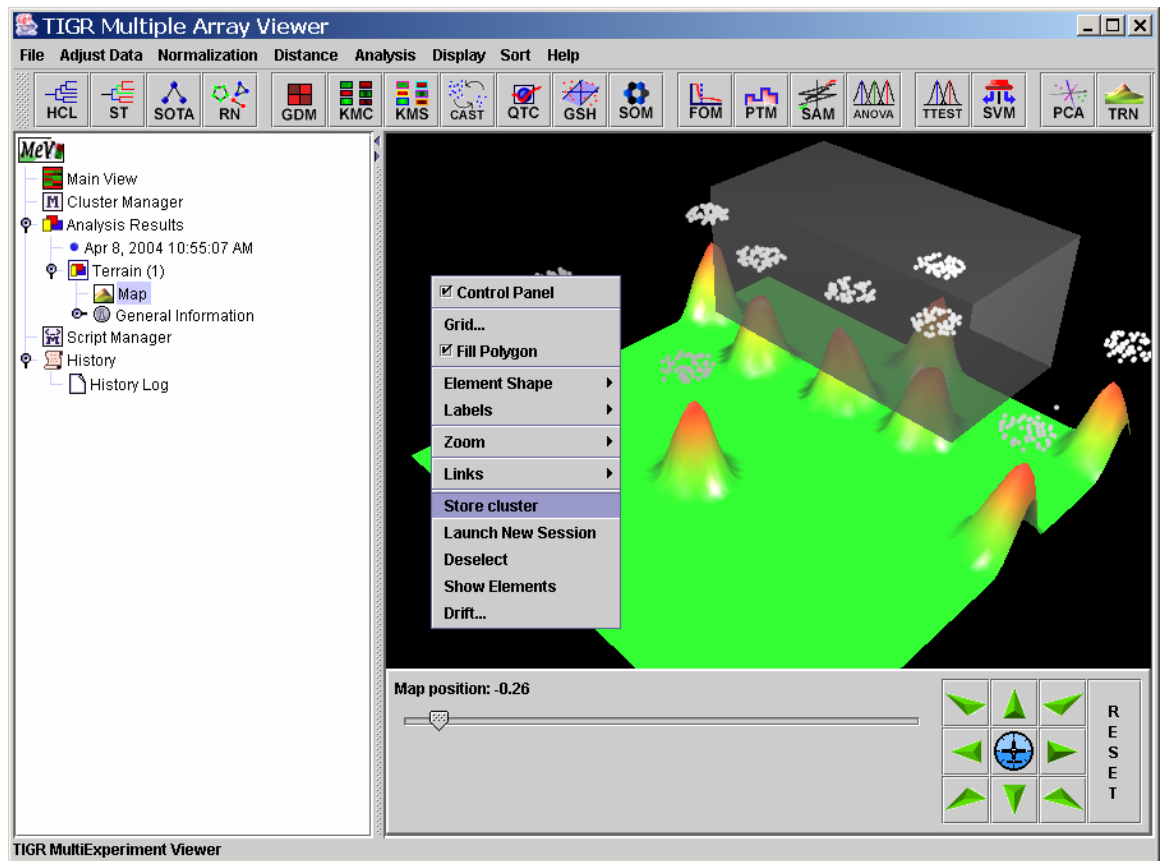 TIGR Multiple Array Viewer
File Adjust Data Normalization Distance Analysis Display Sort Help
HCL ST SOTA RN GDM KMC KMS CAST QTC GSH SOM FOM PTM SAM ANOVA TTEST SVM PCA TRN
MeV
Main View
M Cluster Manager
Analysis Results
Apr 8, 2004 10:55:07 AM
Terrain (1)
Map
General Information
Script Manager
History
History Log
Control Panel
Grid...
Fill Polygon
Element Shape
Labels
Zoom
Links
Store cluster
Launch New Session
Deselect
Show Elements
Drift...
Map position: -0.26
RESET
TIGR MultiExperiment Viewer